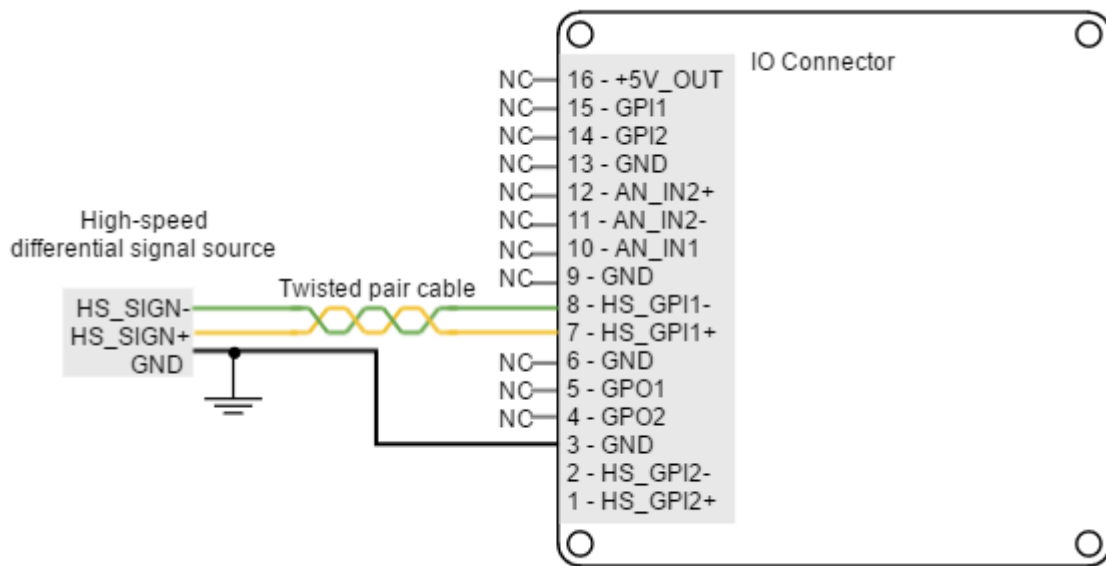 IO Connector
NC 16 - +5V_OUT
NC 15 - GPI1
NC 14 - GPI2
NC 13 - GND
NC 12 - AN_IN2+
NC 11 - AN_IN2-
NC 10 - AN_IN1
NC 9 - GND
8 - HS_GPI1-
7 - HS_GPI1+
NC 6 - GND
NC 5 - GPO1
NC 4 - GPO2
3 - GND
2 - HS_GPI2-
1 - HS_GPI2+
High-speed
differential signal source
Twisted pair cable
HS_SIGN-
HS_SIGN+
GND